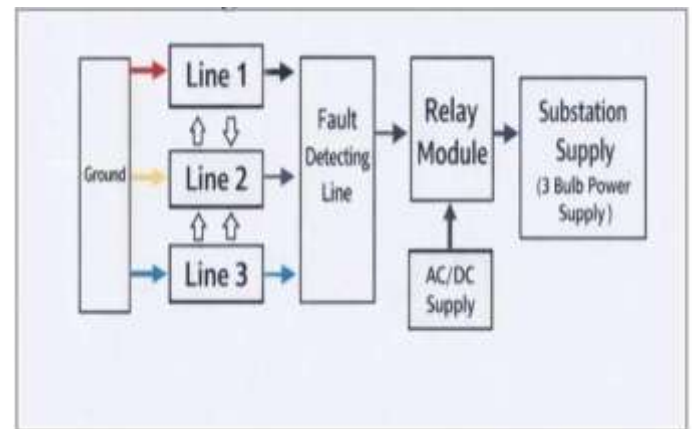 Ground
Line 1
Line 2
Line 3
Fault
Detecting
Line
Relay
Module
AC/DC
Supply
Substation
Supply
(3 Bulb Power
Supply)